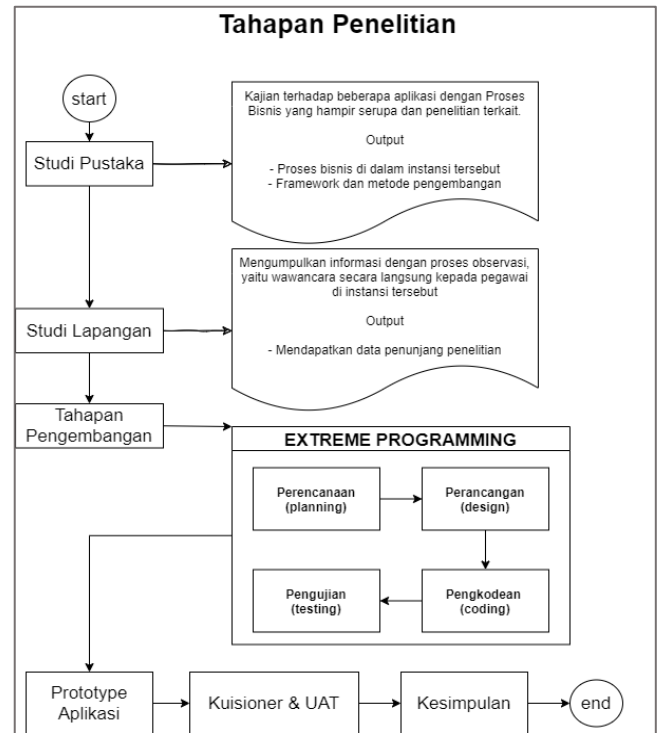 Tahapan Penelitian
start
Studi Pustaka
Kajian terhadap beberapa aplikasi dengan Proses
Bisnis yang hampir serupa dan penelitian terkait.
Output
- Proses bisnis di dalam instansi tersebut
- Framework dan metode pengembangan
Studi Lapangan
Mengumpulkan informasi dengan proses observasi,
yaitu wawancara secara langsung kepada pegawai
di instansi tersebut
Output
- Mendapatkan data penunjang penelitian
Tahapan
Pengembangan
EXTREME PROGRAMMING
Perencanaan
(planning)
Perancangan
(design)
Pengkodean
(coding)
Pengujian
(testing)
Prototype
Aplikasi
Kuisioner & UAT
Kesimpulan
end